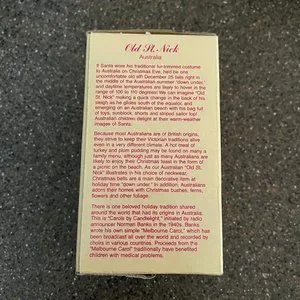 Old St. Nick
Australia
If Santa wore his traditional fur-trimmed costume
to Australia on Christmas Eve, he'd be one
uncomfortable old elf! December 25 falls right in
the middle of the Australian summer "down under,"
and daytime temperatures are likely to hover in the
range of 100 to 110 degrees! We can imagine "Old
St. Nick" making a quick change in the back of his
sleigh as he glides south of the equator, and
emerging on an Australian beach with his bag full
of toys, sunblock, shorts and striped sailor top!
Australian children delight at their warm-weather
images of Santa.
Because most Australians are of British origins,
they strive to keep their Victorian traditions alive
even in a very different climate. A hot meal of
turkey and plum pudding may be found on many a
family menu, although just as many Australians are
likely to enjoy their Christmas feast in the form of
a picnic on the beach. As our Australian "Old St.
Nick" illustrates in his choice of neckwear,
Christmas bells are a main decorative item at
holiday time "down under." In addition, Australians
adorn their homes with Christmas bushes, ferns,
flowers and other foliage.
There is one beloved holiday tradition shared
around the world that had its origins in Australia.
This is "Carols by Candlelight," initiated by radio
announcer Norman Banks in the 1940s. Banks
wrote his own simple "Melbourne Carol," which has
been broadcast all over the world and recorded by
choirs in various countries. Proceeds from the
"Melbourne Carol" traditionally have benefited
children with medical problems.